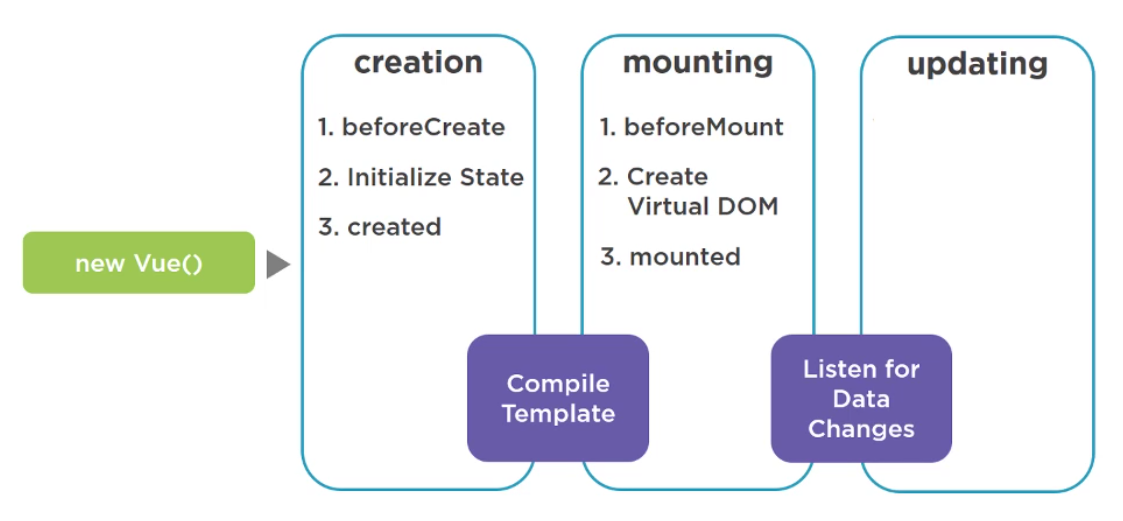 new Vue()
creation
1. beforeCreate
2. Initialize State
3. created
Compile
Template
mounting
1. beforeMount
2. Create
Virtual DOM
3. mounted
Listen for
Data
Changes
updating